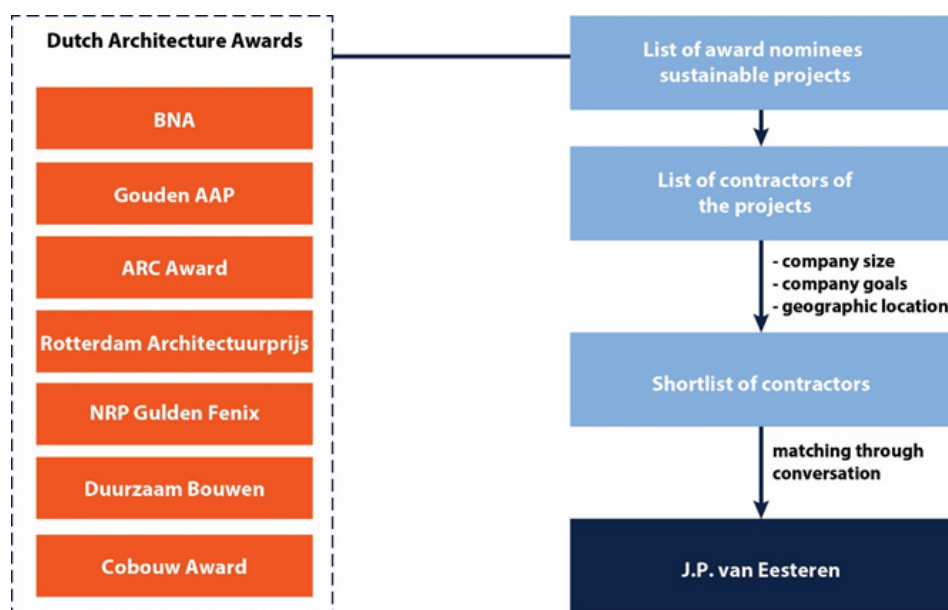 Dutch Architecture Awards
BNA
Gouden AAP
ARC Award
Rotterdam Architectuurprijs
NRP Gulden Fenix
Duurzaam Bouwen
Cobouw Award
List of award nominees
sustainable projects
List of contractors of
the projects
- company size
- company goals
- geographic location
Shortlist of contractors
matching through
conversation
J.P. van Eesteren